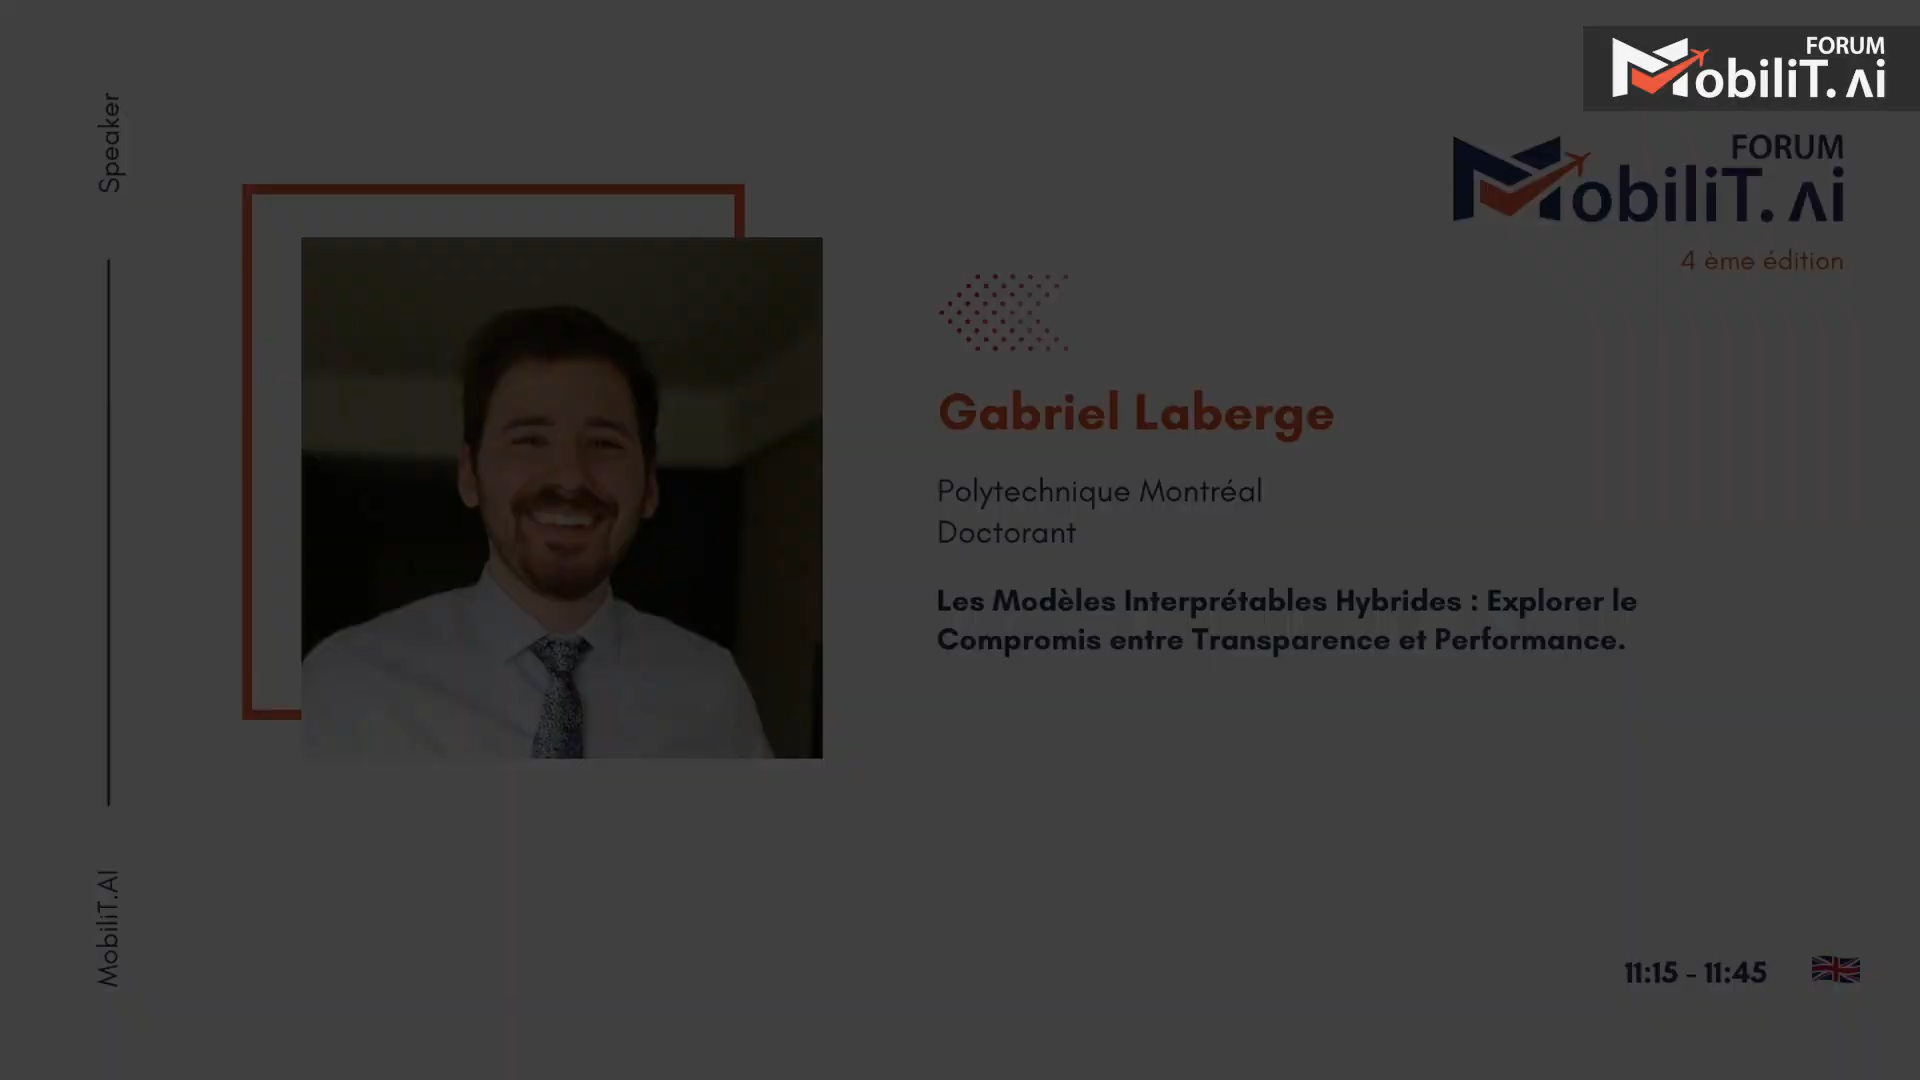 FORUM
MobiliT. Ai
Speaker
FORUM
MobiliT. Ai
4 ème édition
Gabriel Laberge
Polytechnique Montréal
Doctorant
Les Modèles Interprétables Hybrides : Explorer le
Compromis entre Transparence et Performance.
MobiliT.AI
11:15 - 11:45